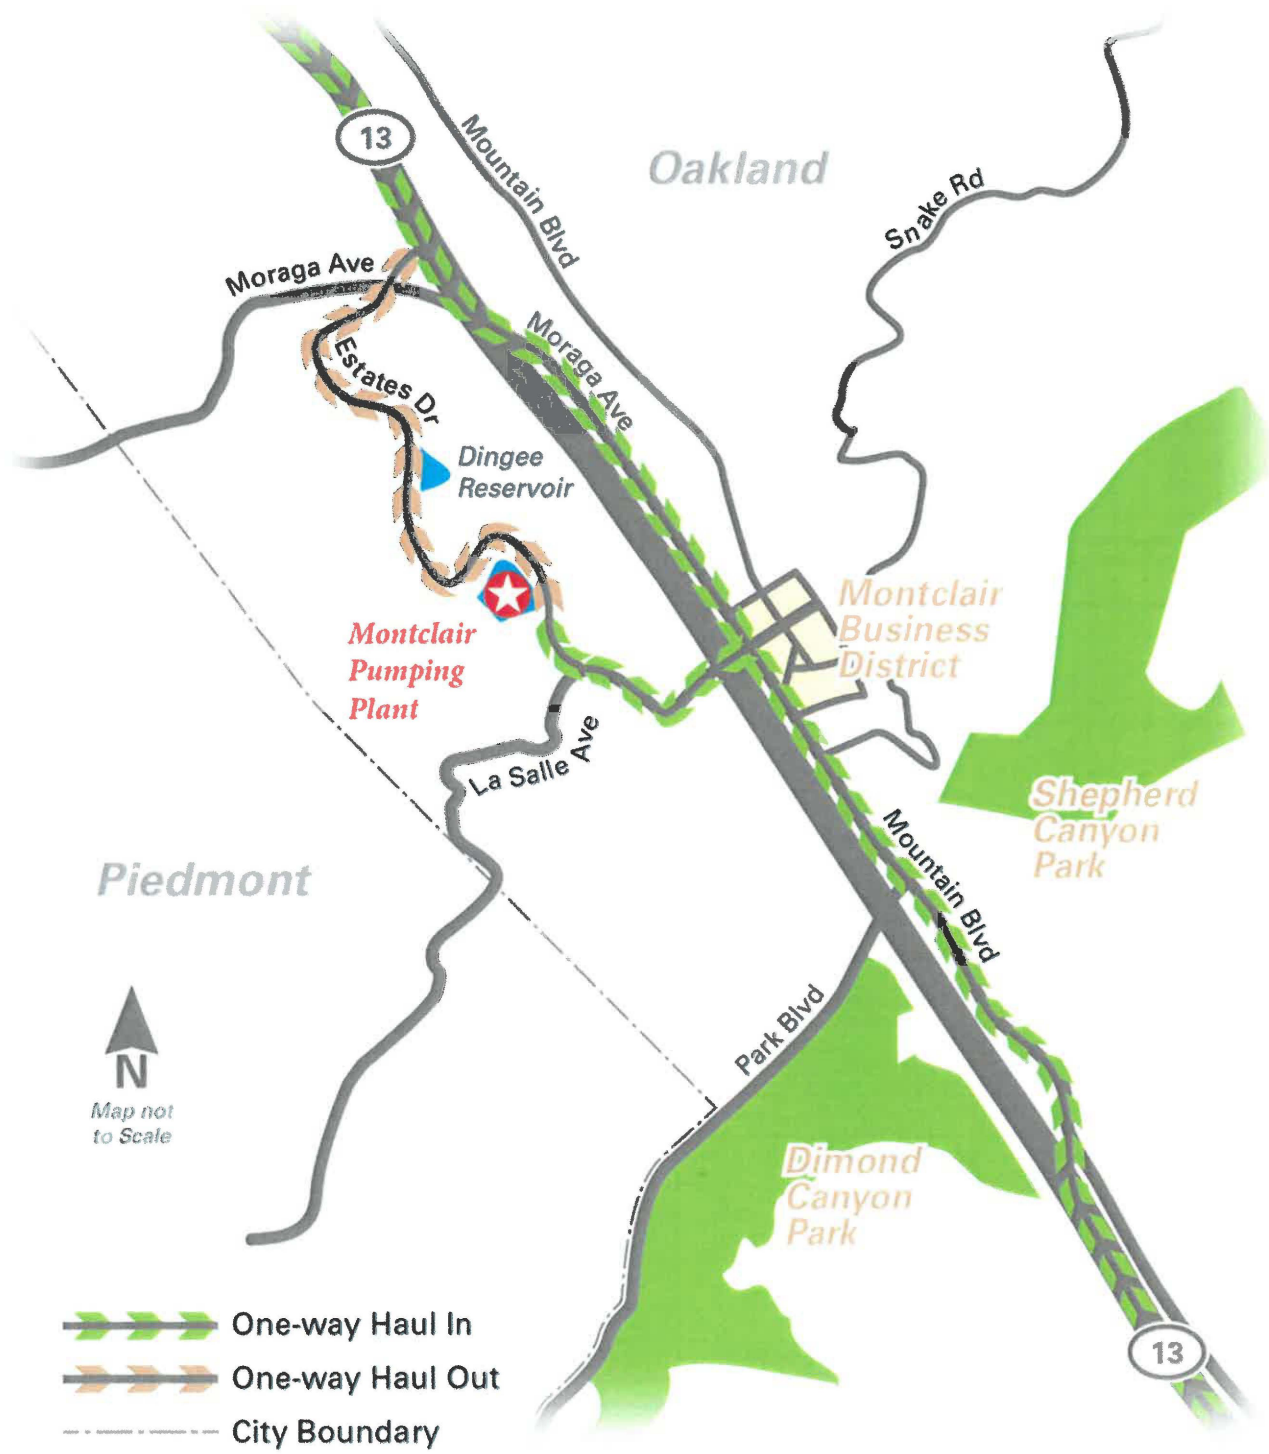 13
Mountain Blvd
Oakland
Snake Rd
Moraga Ave
Moraga Ave
Estates Dr
Dingee
Reservoir
Montclair
Business
District
Montclair
Pumping
Plant
La Salle Ave
Shepherd
Canyon
Park
Mountain Blvd
Piedmont
Park Blvd
N
Map not
to Scale
Dimond
Canyon
Park
One-way Haul In
One-way Haul Out
City Boundary
13